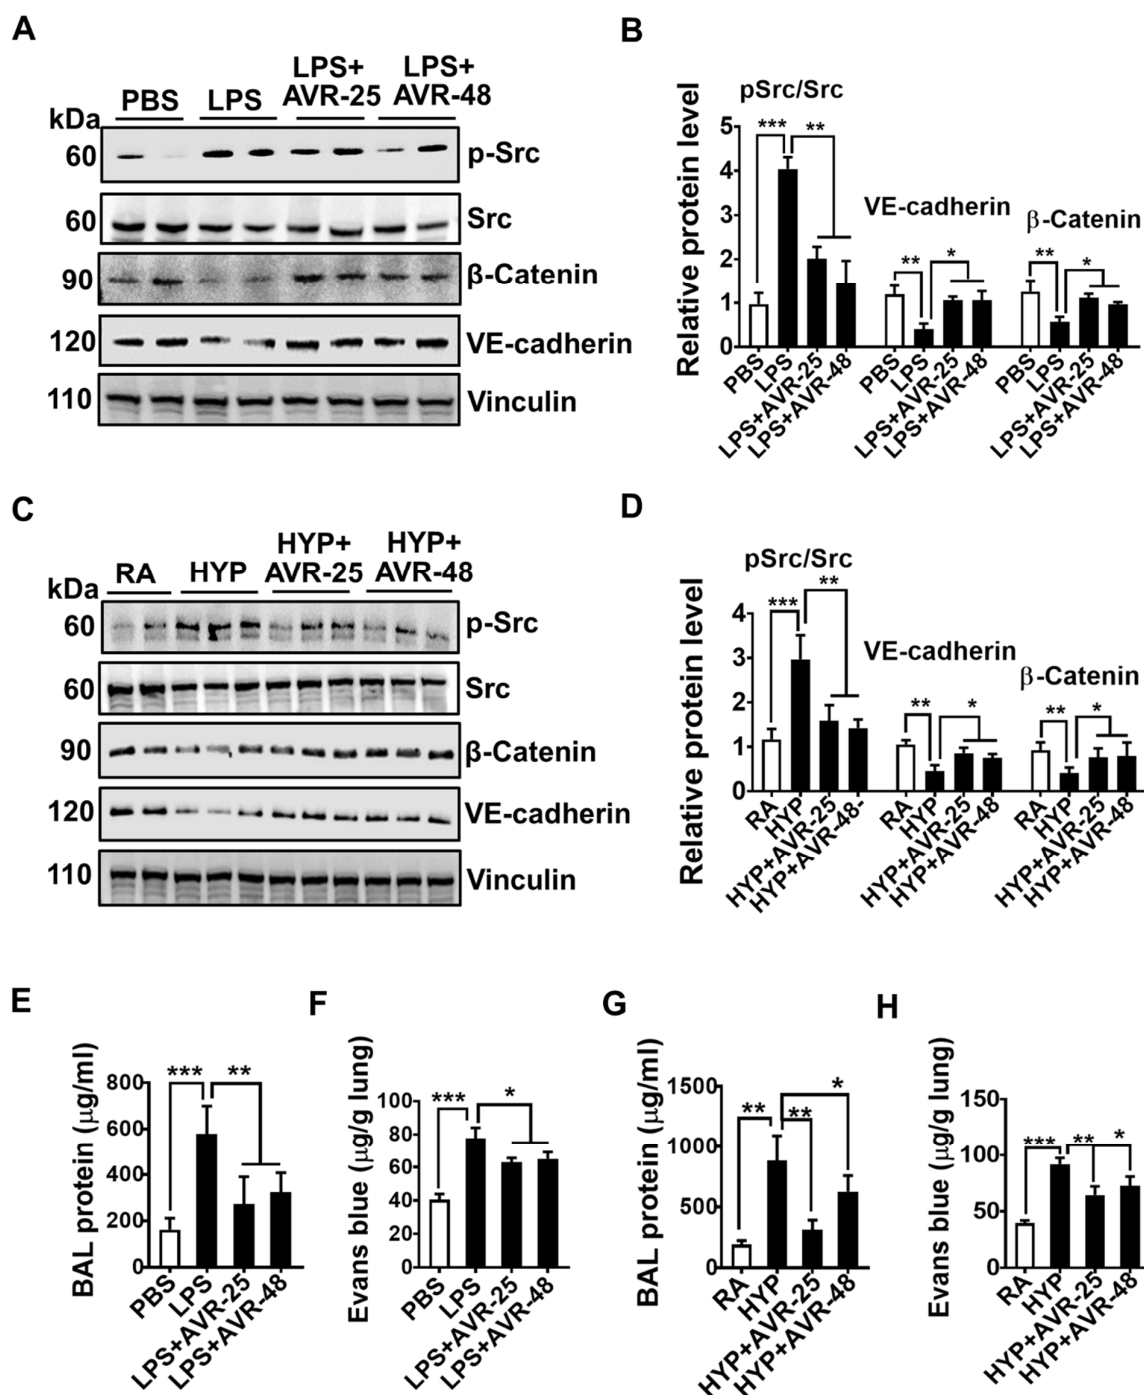 A
PBS LPS LPS+ AVR-25 LPS+ AVR-48
kDa
60 p-Src
60 Src
90 β-Catenin
120 VE-cadherin
110 Vinculin
B
pSrc/Src
VE-cadherin
β-Catenin
Relative protein level
5
4
3
2
1
0
*** **
** *
** *
PBS LPS LPS+AVR-25 LPS+AVR-48
PBS LPS LPS+AVR-25 LPS+AVR-48
PBS LPS LPS+AVR-25 LPS+AVR-48
C
RA HYP HYP+ AVR-25 HYP+ AVR-48
kDa
60 p-Src
60 Src
90 β-Catenin
120 VE-cadherin
110 Vinculin
D
pSrc/Src
VE-cadherin
β-Catenin
Relative protein level
4
3
2
1
0
*** **
** *
** *
RA HYP HYP+AVR-25 HYP+AVR-48-
RA HYP HYP+AVR-25 HYP+AVR-48
RA HYP HYP+AVR-25 HYP+AVR-48
E
BAL protein (μg/ml)
800
600
400
200
0
*** **
PBS LPS LPS+AVR-25 LPS+AVR-48
F
Evans blue (μg/g lung)
100
80
60
40
20
0
*** *
PBS LPS LPS+AVR-25 LPS+AVR-48
G
BAL protein (μg/ml)
1500
1000
500
0
** ** *
RA HYP HYP+AVR-25 HYP+AVR-48
H
Evans blue (μg/g lung)
150
100
50
0
*** ** *
RA HYP HYP+AVR-25 HYP+AVR-48